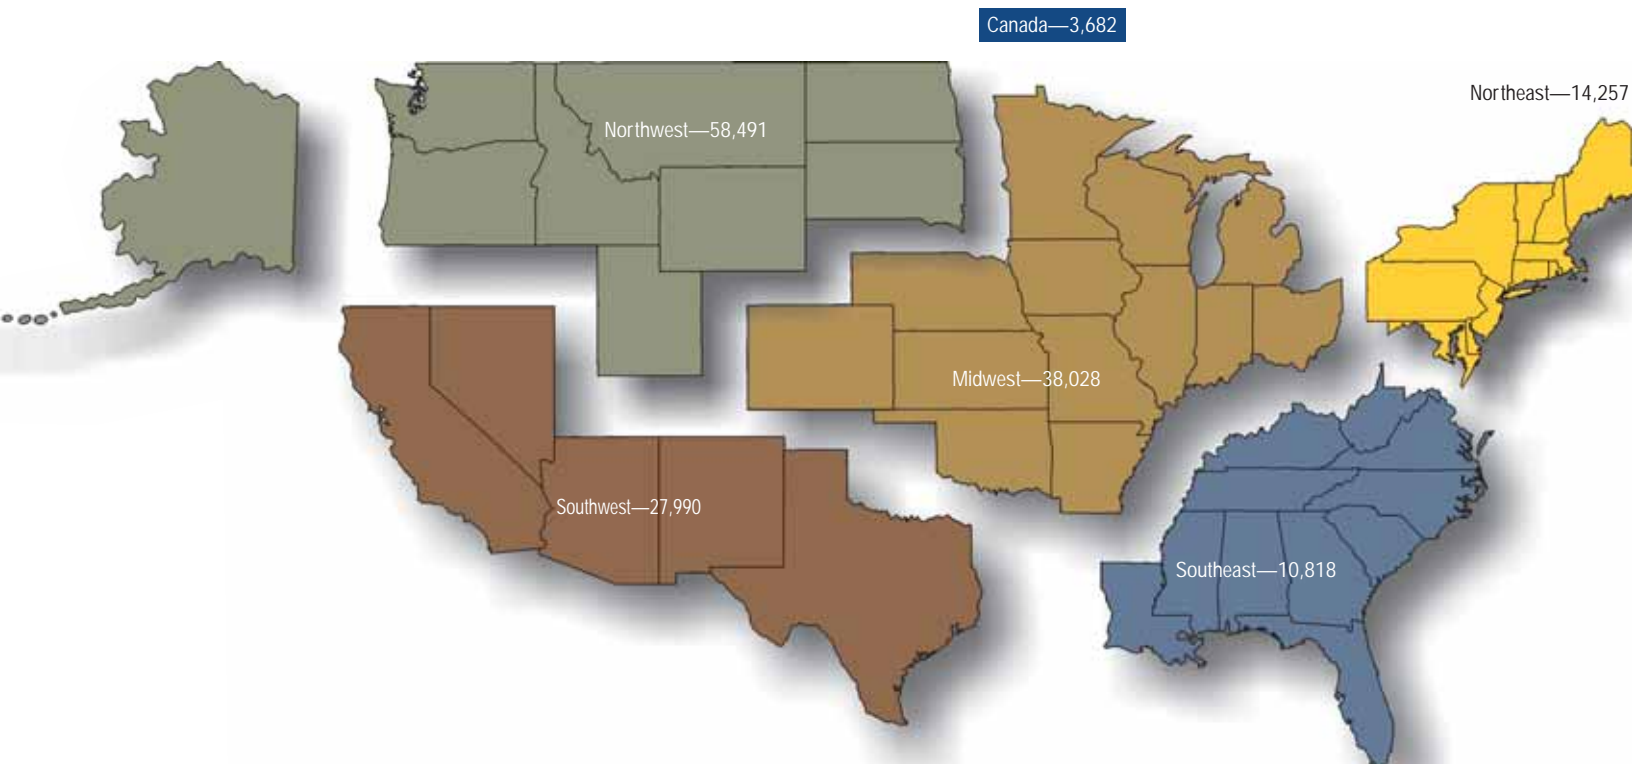 Canada—3,682
Northeast—14,257
Northwest—58,491
Midwest—38,028
Southwest—27,990
Southeast—10,818